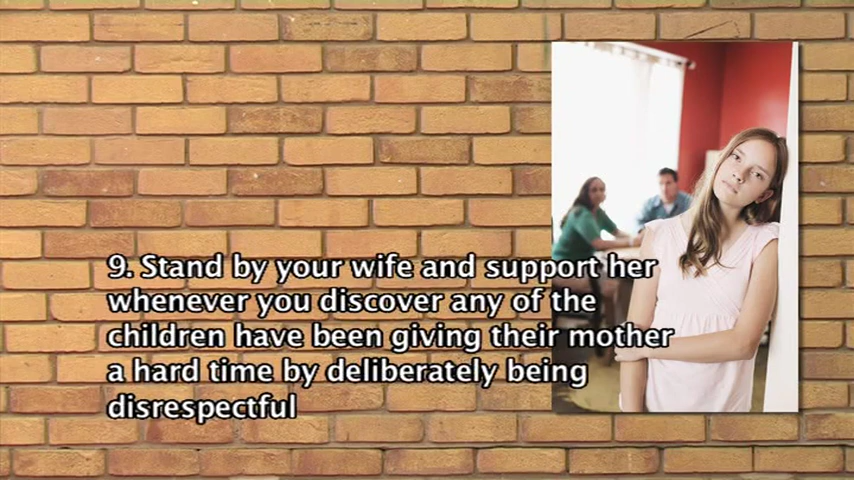 9. Stand by your wife and support her
whenever you discover any of the
children have been giving their mother
a hard time by deliberately being
disrespectful